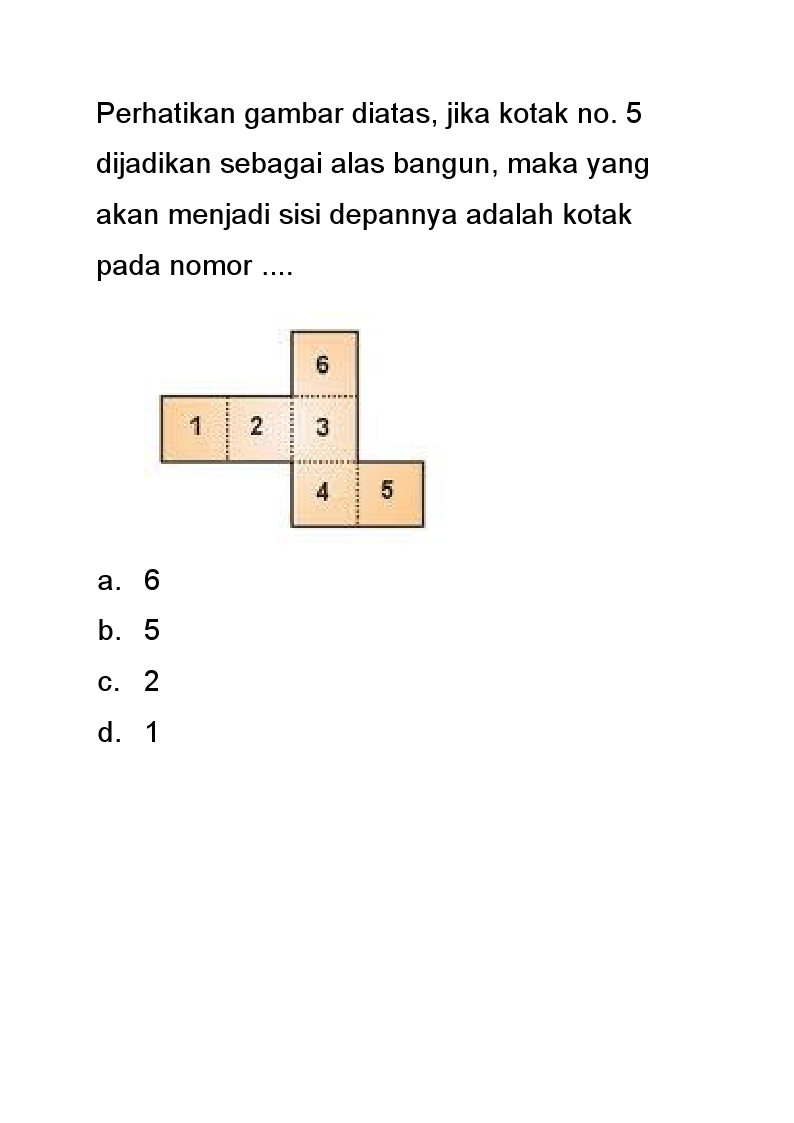 Perhatikan gambar diatas, jika kotak no. 5
dijadikan sebagai alas bangun, maka yang
akan menjadi sisi depannya adalah kotak
pada nomor ....
6
1 2 3
4 5
a. 6
b. 5
c. 2
d. 1